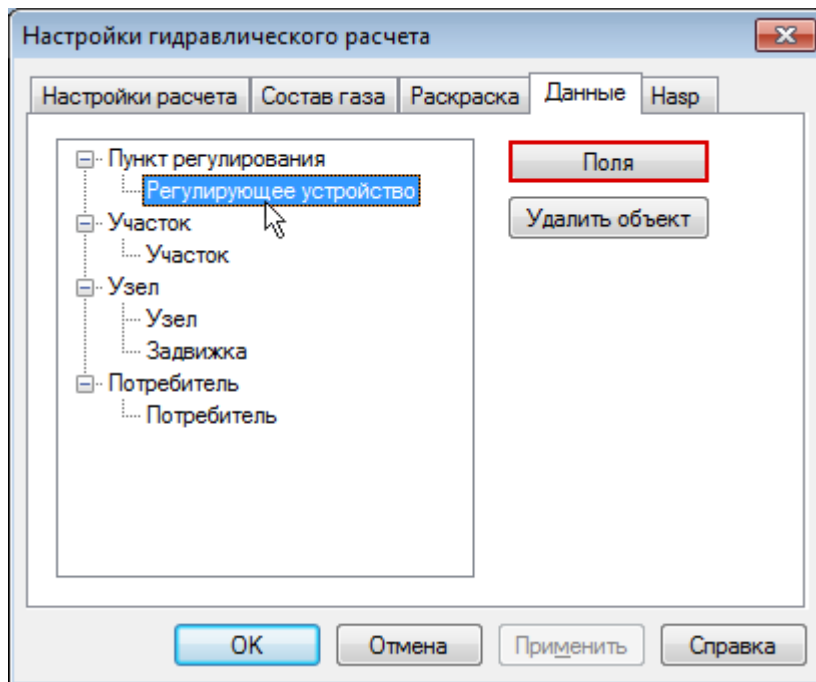 Настройки гидравлического расчета
Настройки расчета Состав газа Раскраска Данные Hasp
Пункт регулирования
Регулирующее устройство
Участок
Участок
Узел
Узел
Задвижка
Потребитель
Потребитель
Поля
Удалить объект
OK Отмена Применить Справка